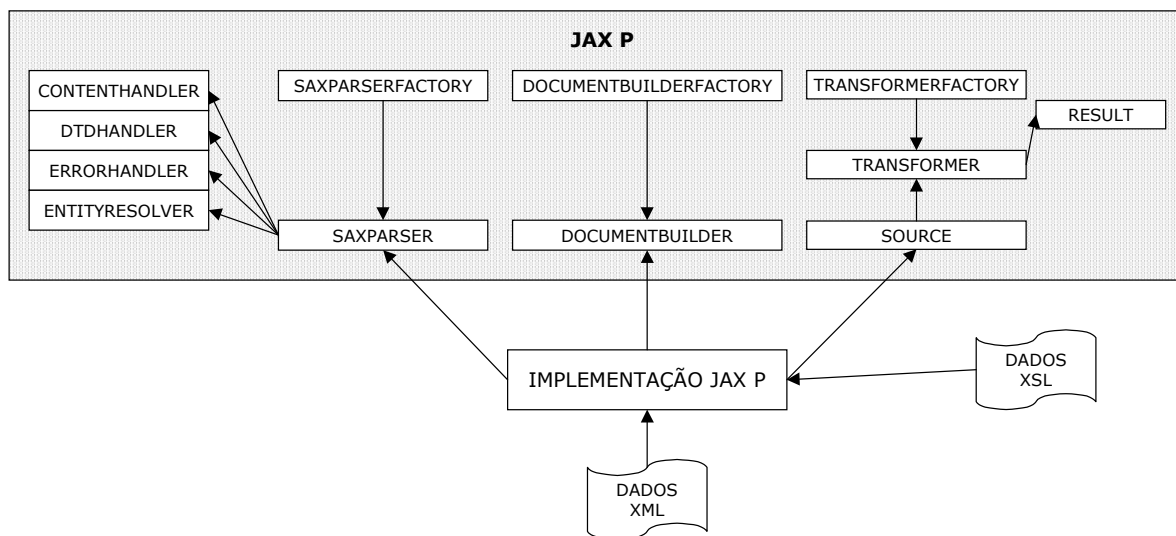 JAX P
CONTENTHANDLER
DTDHANDLER
ERRORHANDLER
ENTITYRESOLVER
SAXPARSERFACTORY
SAXPARSER
DOCUMENTBUILDERFACTORY
DOCUMENTBUILDER
TRANSFORMERFACTORY
RESULT
TRANSFORMER
SOURCE
IMPLEMENTAÇÃO JAX P
DADOS
XSL
DADOS
XML